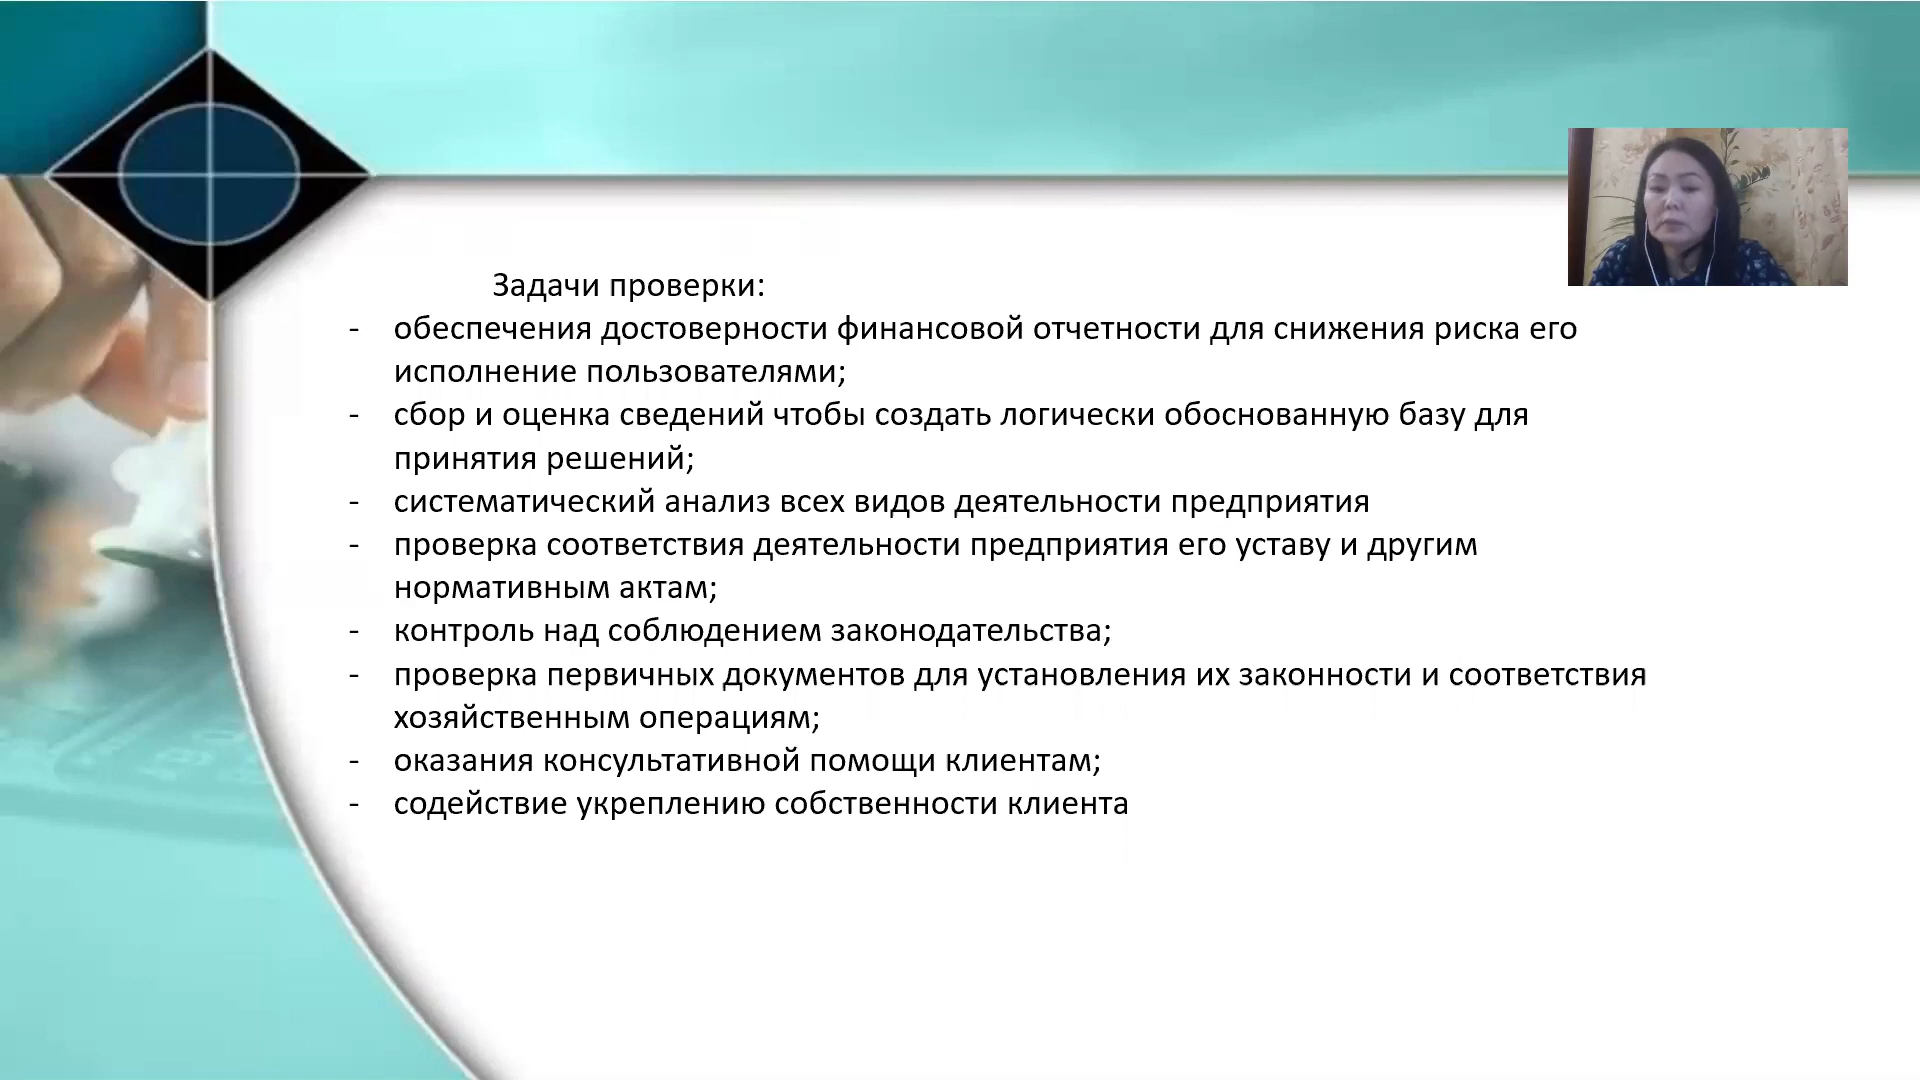 Задачи проверки:
- обеспечения достоверности финансовой отчетности для снижения риска его
исполнение пользователями;
- сбор и оценка сведений чтобы создать логически обоснованную базу для
принятия решений;
- систематический анализ всех видов деятельности предприятия
- проверка соответствия деятельности предприятия его уставу и другим
нормативным актам;
- контроль над соблюдением законодательства;
- проверка первичных документов для установления их законности и соответствия
хозяйственным операциям;
- оказания консультативной помощи клиентам;
- содействие укреплению собственности клиента